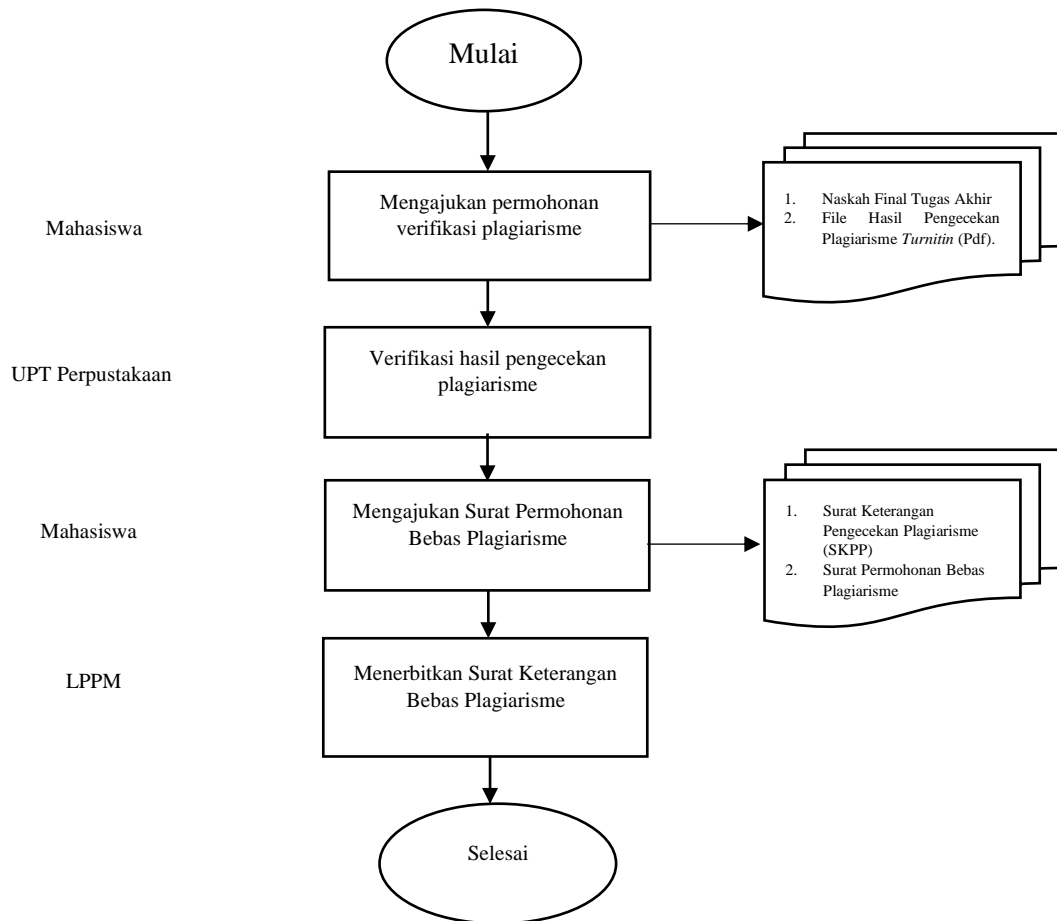 Mulai
Mahasiswa
Mengajukan permohonan
verifikasi plagiarisme
1. Naskah Final Tugas Akhir
2. File Hasil Pengecekan
Plagiarisme Turnitin (Pdf).
UPT Perpustakaan
Verifikasi hasil pengecekan
plagiarisme
Mahasiswa
Mengajukan Surat Permohonan
Bebas Plagiarisme
1. Surat Keterangan
Pengecekan Plagiarisme
(SKPP)
2. Surat Permohonan Bebas
Plagiarisme
LPPM
Menerbitkan Surat Keterangan
Bebas Plagiarisme
Selesai